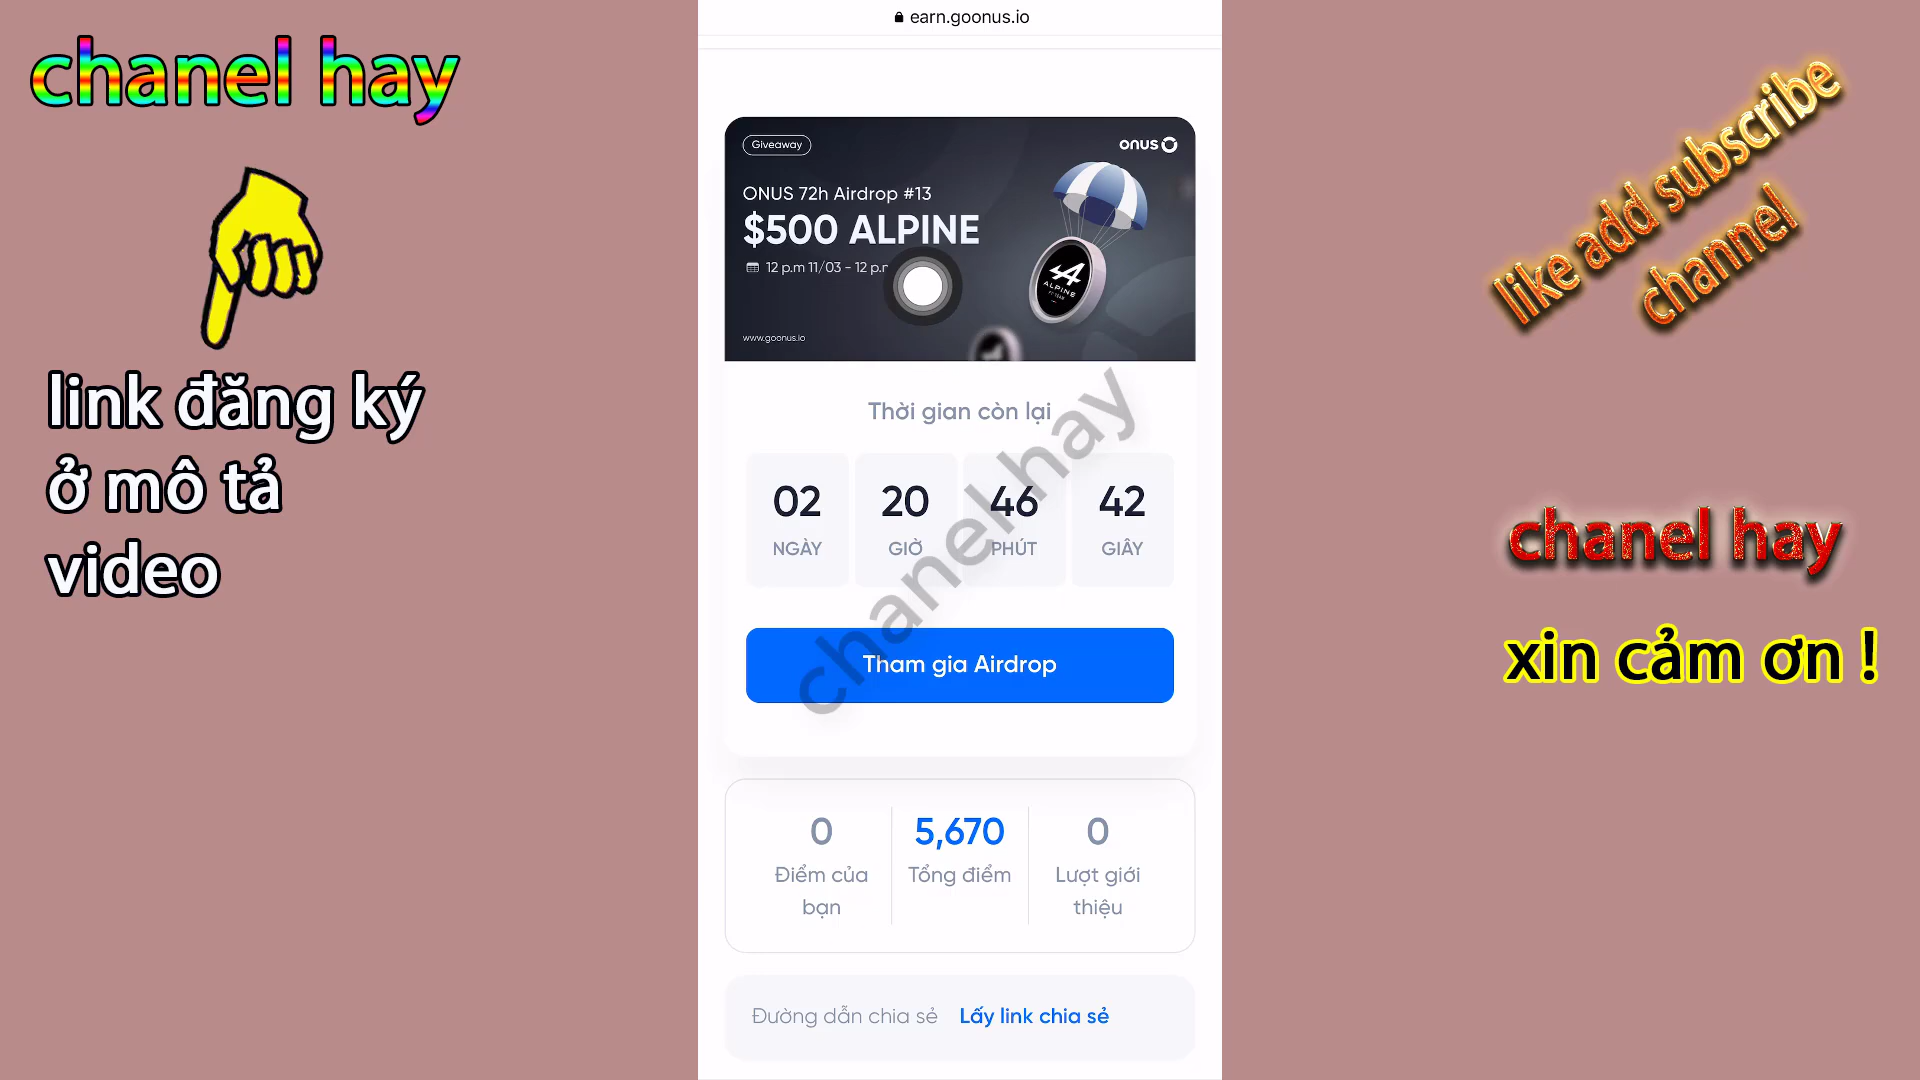 earn.goonus.io
chanel hay
link đăng ký
ở mô tả
video
Giveaway
onus
ONUS 72h Airdrop #13
$500 ALPINE
12 p.m 11/03 - 12 p.m
ALPINE
www.goonus.io
Thời gian còn lại
02 20 46 42
NGÀY GIỜ PHÚT GIÂY
Tham gia Airdrop
chanel hay
0 5,670 0
Điểm của Tổng điểm Lượt giới
bạn thiệu
Đường dẫn chia sẻ Lấy link chia sẻ
like add subscribe
channel
chanel hay
xin cảm ơn !